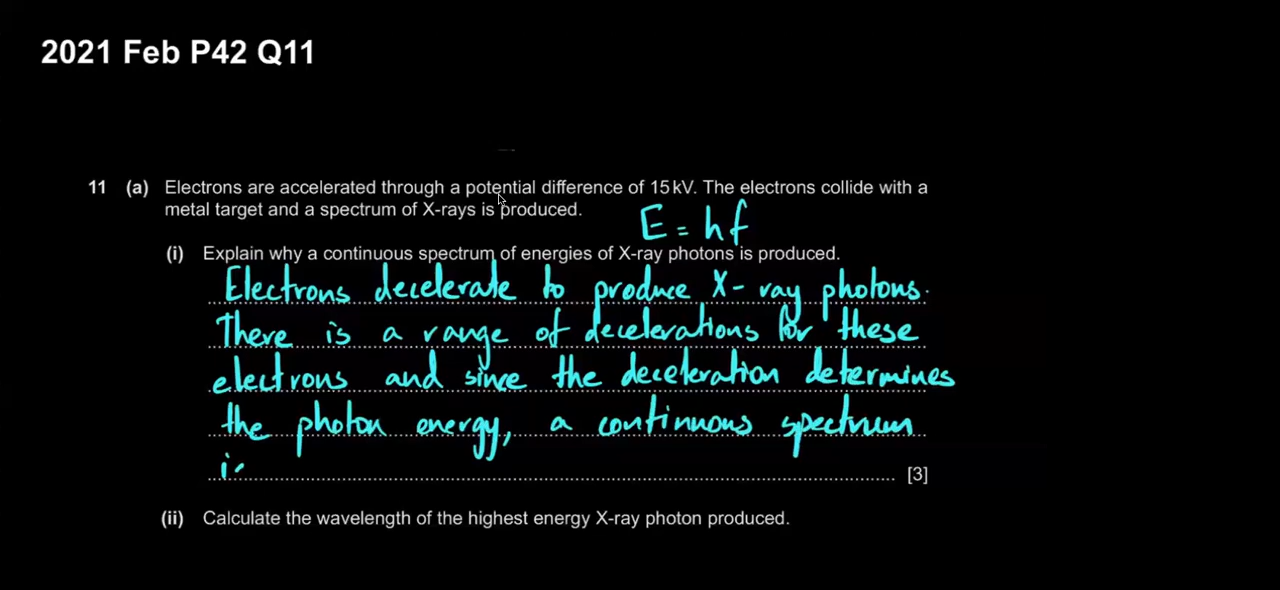 2021 Feb P42 Q11
11 (a) Electrons are accelerated through a potential difference of 15 kV. The electrons collide with a
metal target and a spectrum of X-rays is produced.
E = hf
(i) Explain why a continuous spectrum of energies of X-ray photons is produced.
Electrons decelerate to produce X-ray photons.
There is a range of decelerations for these
electrons and since the deceleration determines
the photon energy, a continuous spectrum
[3]
(ii) Calculate the wavelength of the highest energy X-ray photon produced.